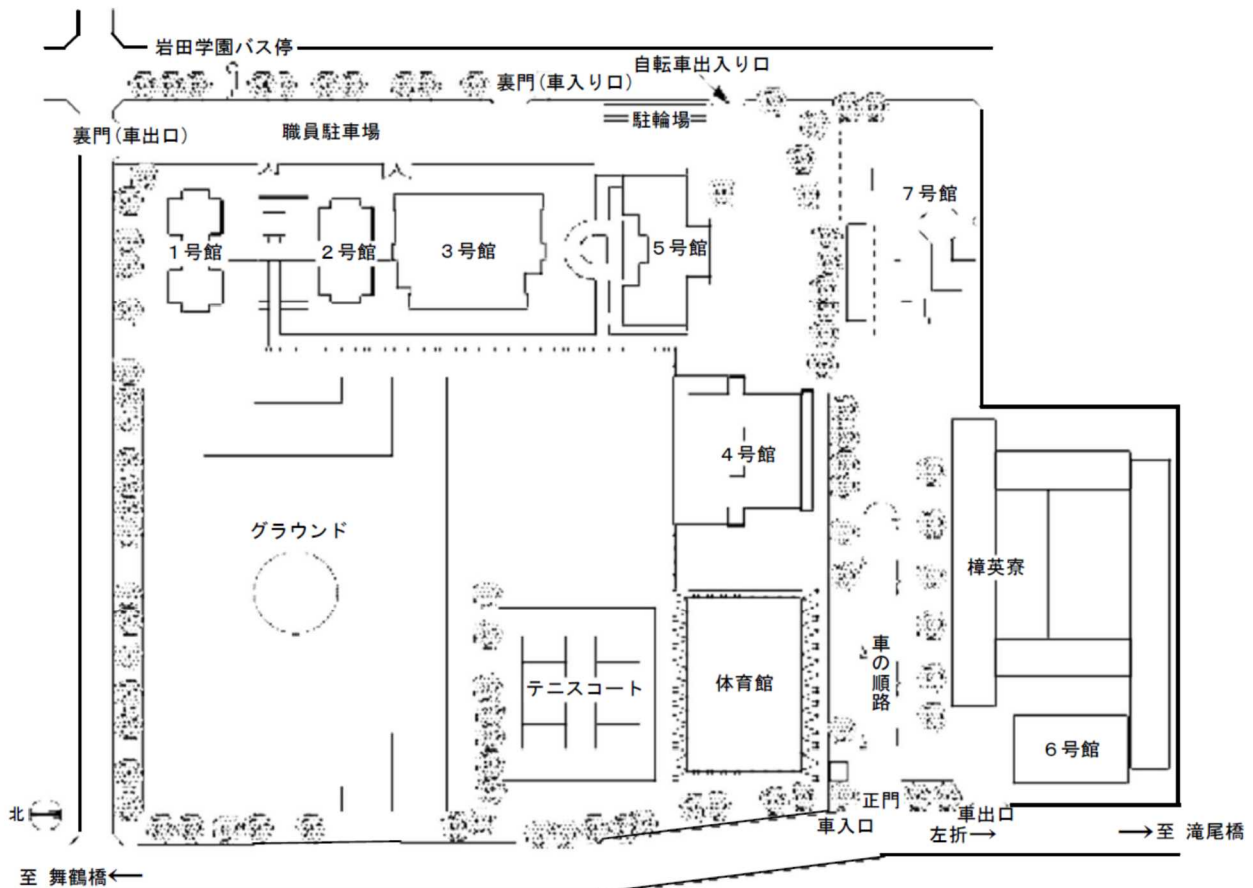 岩田学園バス停
自転車出入り口
裏門(車入り口)
駐輪場
職員駐車場
裏門(車出口)
7号館
1号館
2号館
3号館
5号館
4号館
グラウンド
樟英寮
車の順路
テニスコート
体育館
6号館
正門
北
車入口
車出口
左折→
→至 滝尾橋
至 舞鶴橋←